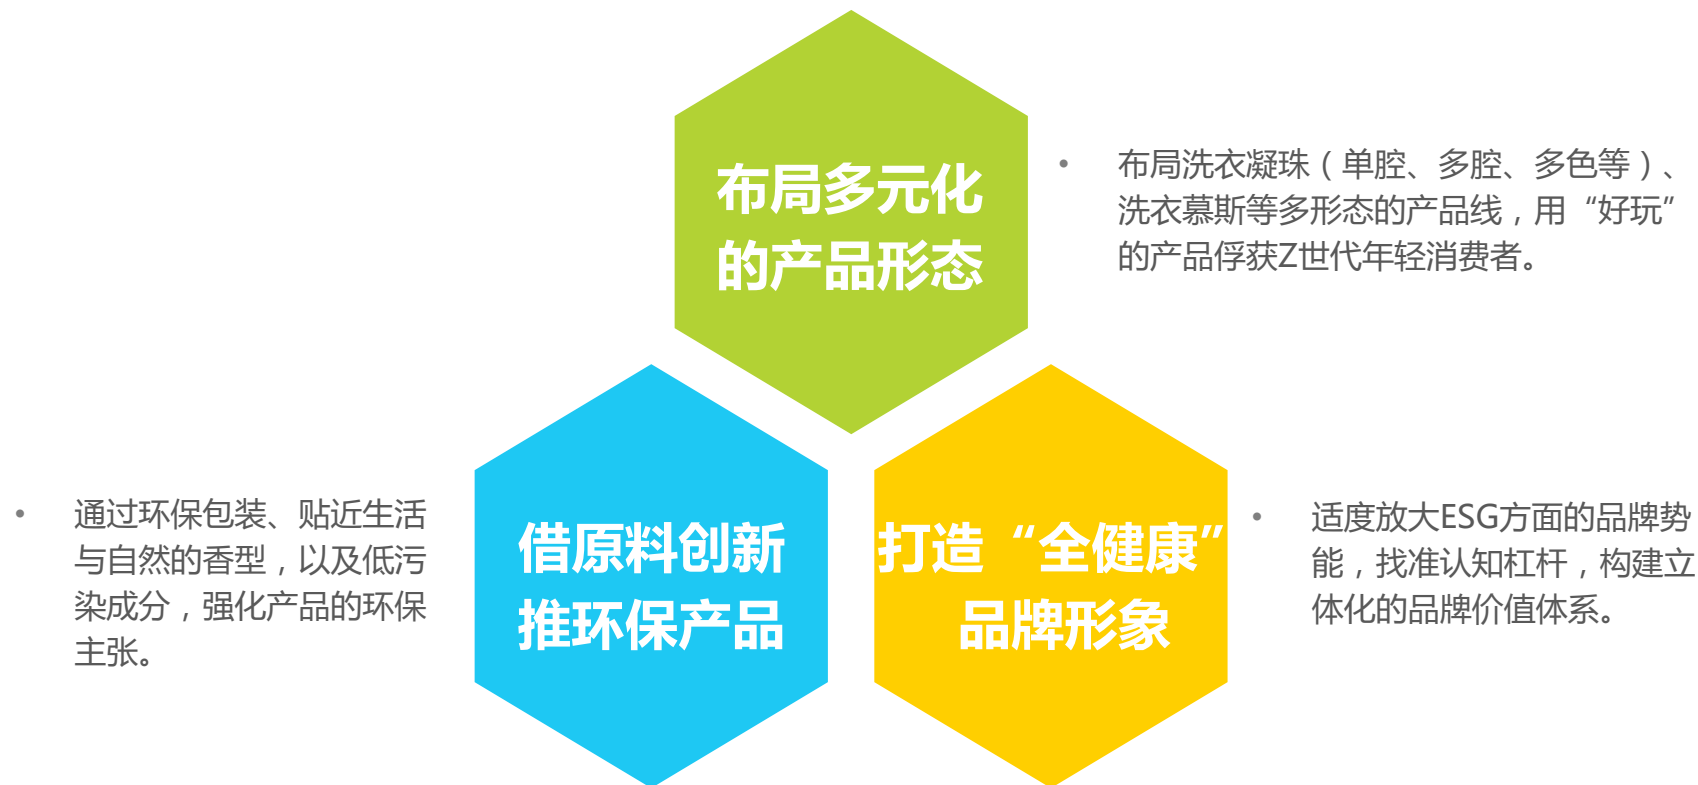 布局多元化
的产品形态
• 布局洗衣凝珠（单腔、多腔、多色等）、
洗衣慕斯等多形态的产品线，用“好玩”
的产品俘获Z世代年轻消费者。
• 通过环保包装、贴近生活
与自然的香型，以及低污
染成分，强化产品的环保
主张。
借原料创新
推环保产品
打造“全健康”
品牌形象
• 适度放大ESG方面的品牌势
能，找准认知杠杆，构建立
体化的品牌价值体系。